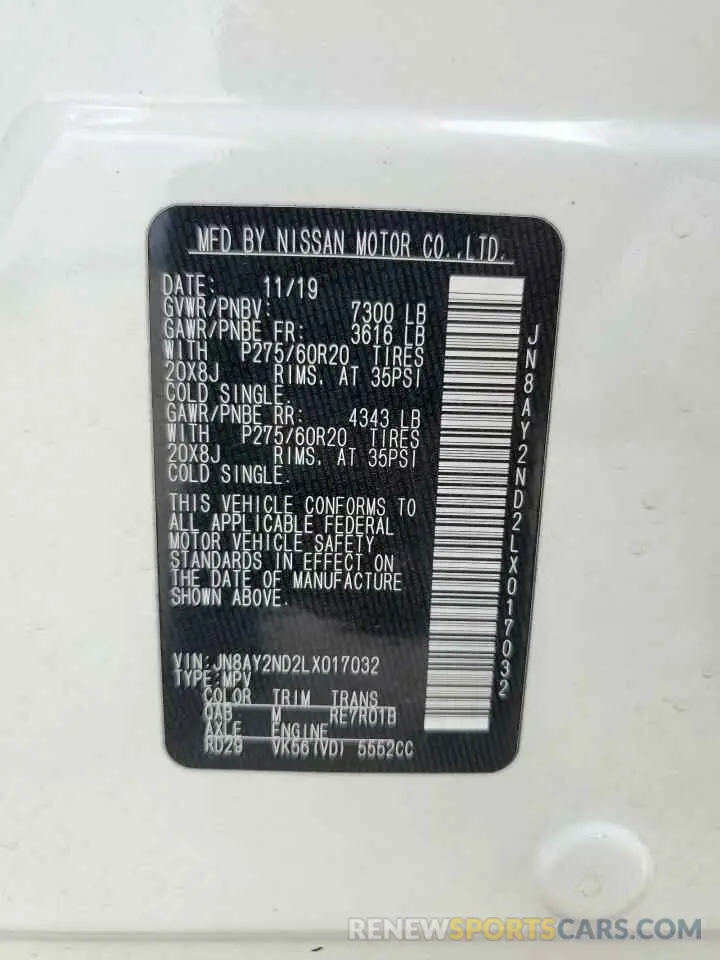 MFD BY NISSAN MOTOR CO.,LTD.
DATE: 11/19
GVWR/PNBV: 7300 LB
GAWR/PNBE FR: 3616 LB
WITH P275/60R20 TIRES
20X8J RIMS. AT 35PSI
COLD SINGLE.
GAWR/PNBE RR: 4343 LB
WITH P275/60R20 TIRES
20X8J RIMS. AT 35PSI
COLD SINGLE.
THIS VEHICLE CONFORMS TO
ALL APPLICABLE FEDERAL
MOTOR VEHICLE SAFETY
STANDARDS IN EFFECT ON
THE DATE OF MANUFACTURE
SHOWN ABOVE.
VIN: JN8AY2ND2LX017032
TYPE: MPV
COLOR TRIM TRANS
QAB M RE7R01B
AXLE ENGINE
RD29 VK56(VD) 5552CC
JN8AY2ND2LX017032
RENEWSPORTSCARS.COM